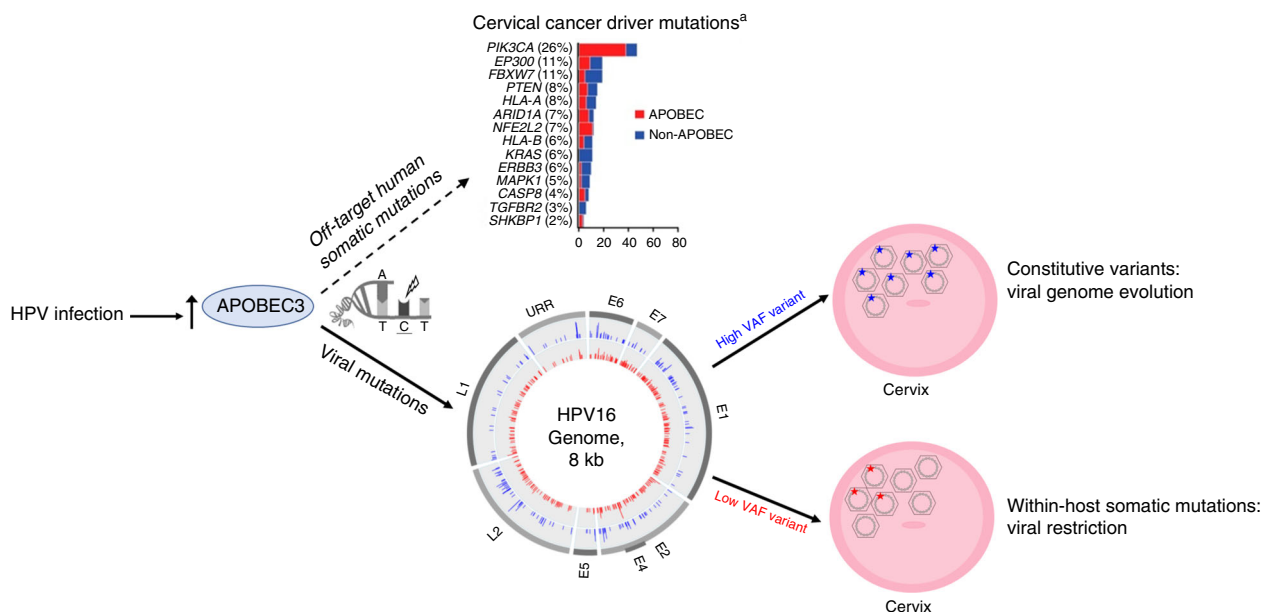 Cervical cancer driver mutationsa
PIK3CA (26%)
EP300 (11%)
FBXW7 (11%)
PTEN (8%)
HLA-A (8%)
ARID1A (7%)
NFE2L2 (7%)
HLA-B (6%)
KRAS (6%)
ERBB3 (6%)
MAPK1 (5%)
CASP8 (4%)
TGFBR2 (3%)
SHKBP1 (2%)
0 20 40 60 80
APOBEC
Non-APOBEC
Off-target human
somatic mutations
HPV infection
APOBEC3
A
T C T
Viral mutations
URR
E6
E7
E1
E2
E4
E5
L2
L1
HPV16
Genome,
8 kb
High VAF variant
Cervix
Constitutive variants:
viral genome evolution
Low VAF variant
Cervix
Within-host somatic mutations:
viral restriction